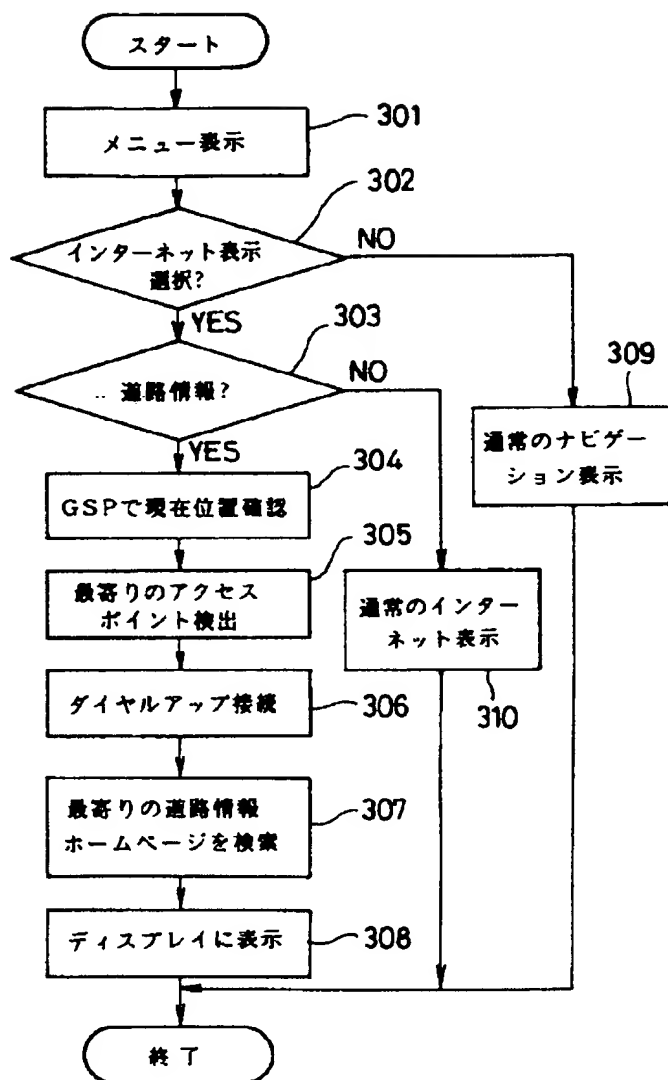 スタート
301
メニュー表示
302
インターネット表示
選択?
NO
YES
303
道路情報?
NO
309
YES
通常のナビゲー
ション表示
304
GSPで現在位置確認
305
最寄りのアクセス
ポイント検出
通常のインター
ネット表示
ダイヤルアップ接続
306
310
最寄りの道路情報
ホームページを検索
307
ディスプレイに表示
308
終了